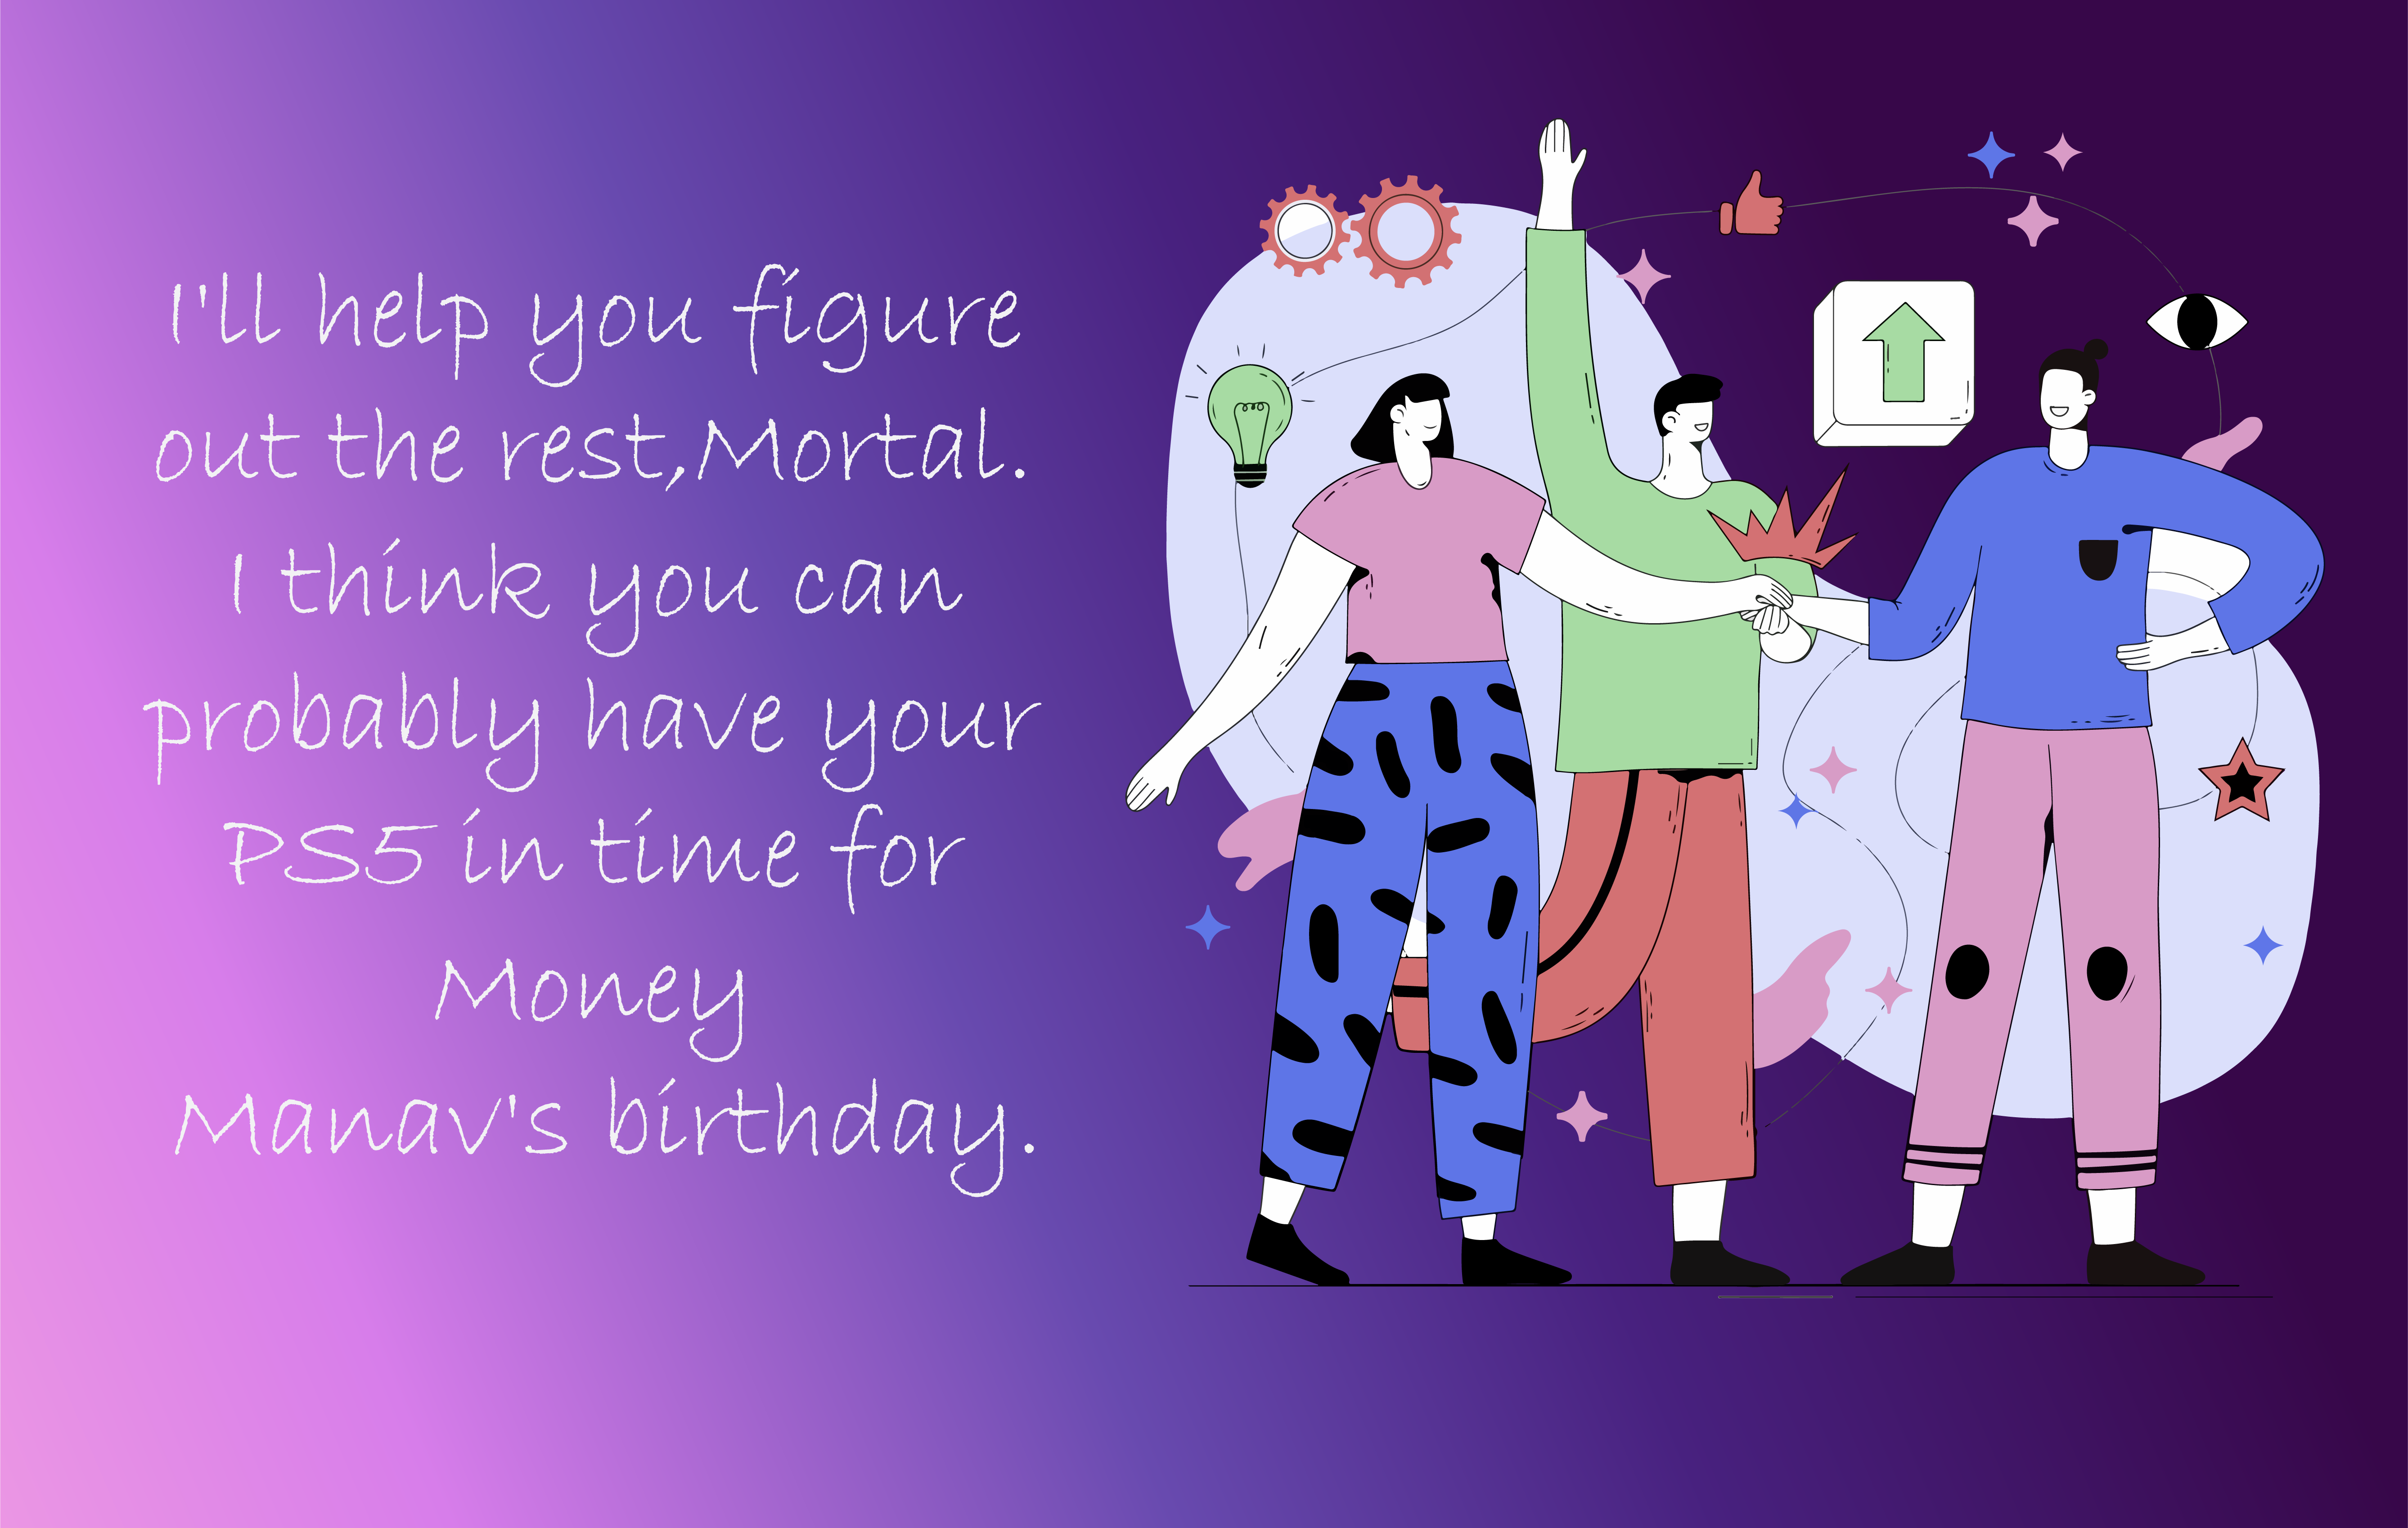 I'll help you figure
out the rest,Mortal.
I think you can
probably have your
PS5 in time for
Money
Manav's birthday.